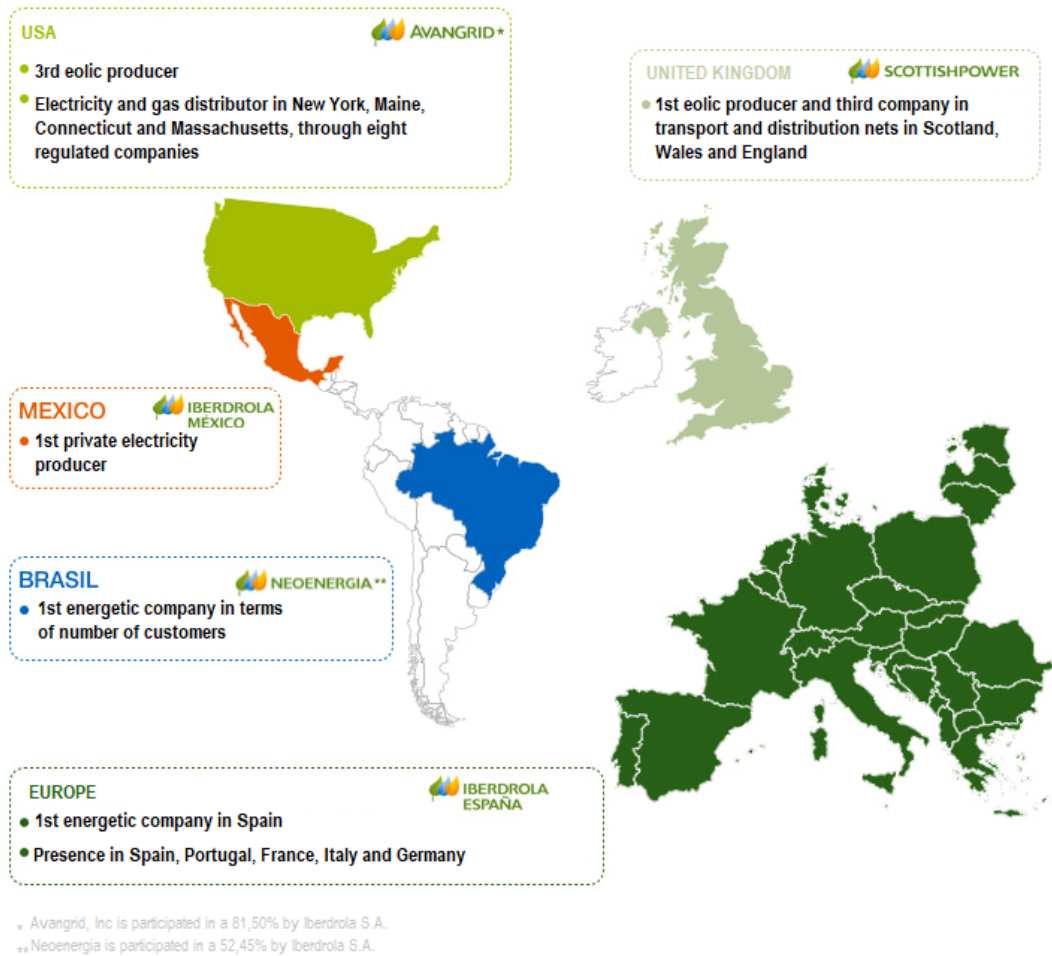 USA
AVANGRID*
3rd eolic producer
Electricity and gas distributor in New York, Maine,
Connecticut and Massachusetts, through eight
regulated companies
UNITED KINGDOM
SCOTTISHPOWER
1st eolic producer and third company in
transport and distribution nets in Scotland,
Wales and England
MEXICO
IBERDROLA
MÉXICO
1st private electricity
producer
BRASIL
NEOENERGIA**
1st energetic company in terms
of number of customers
EUROPE
IBERDROLA
ESPAÑA
1st energetic company in Spain
Presence in Spain, Portugal, France, Italy and Germany
* Avangrid, Inc is participated in a 81,50% by Iberdrola S.A.
** Neoenergia is participated in a 52,45% by Iberdrola S.A.